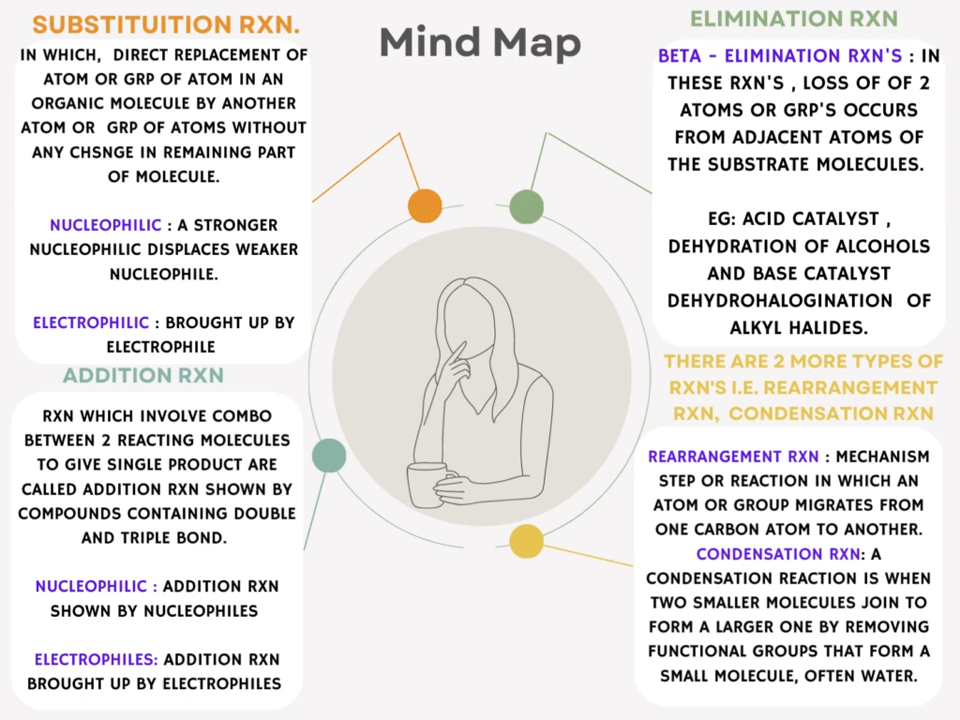 Mind Map
SUBSTITUITION RXN.
IN WHICH, DIRECT REPLACEMENT OF
ATOM OR GRP OF ATOM IN AN
ORGANIC MOLECULE BY ANOTHER
ATOM OR GRP OF ATOMS WITHOUT
ANY CHSNGE IN REMAINING PART
OF MOLECULE.
NUCLEOPHILIC : A STRONGER
NUCLEOPHILIC DISPLACES WEAKER
NUCLEOPHILE.
ELECTROPHILIC : BROUGHT UP BY
ELECTROPHILE
ADDITION RXN
RXN WHICH INVOLVE COMBO
BETWEEN 2 REACTING MOLECULES
TO GIVE SINGLE PRODUCT ARE
CALLED ADDITION RXN SHOWN BY
COMPOUNDS CONTAINING DOUBLE
AND TRIPLE BOND.
NUCLEOPHILIC : ADDITION RXN
SHOWN BY NUCLEOPHILES
ELECTROPHILES: ADDITION RXN
BROUGHT UP BY ELECTROPHILES
ELIMINATION RXN
BETA - ELIMINATION RXN'S : IN
THESE RXN'S , LOSS OF OF 2
ATOMS OR GRP'S OCCURS
FROM ADJACENT ATOMS OF
THE SUBSTRATE MOLECULES.
EG: ACID CATALYST ,
DEHYDRATION OF ALCOHOLS
AND BASE CATALYST
DEHYDROHALOGINATION OF
ALKYL HALIDES.
THERE ARE 2 MORE TYPES OF
RXN'S I.E. REARRANGEMENT
RXN, CONDENSATION RXN
REARRANGEMENT RXN : MECHANISM
STEP OR REACTION IN WHICH AN
ATOM OR GROUP MIGRATES FROM
ONE CARBON ATOM TO ANOTHER.
CONDENSATION RXN: A
CONDENSATION REACTION IS WHEN
TWO SMALLER MOLECULES JOIN TO
FORM A LARGER ONE BY REMOVING
FUNCTIONAL GROUPS THAT FORM A
SMALL MOLECULE, OFTEN WATER.